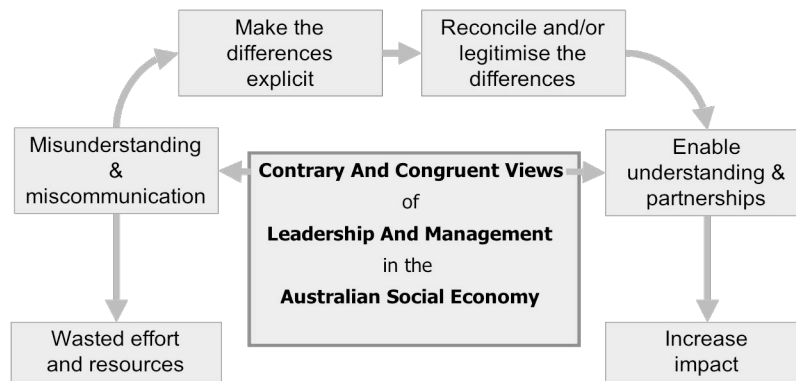 Make the
differences
explicit
Reconcile and/or
legitimise the
differences
Misunderstanding
&
miscommunication
Contrary And Congruent Views
of
Leadership And Management
in the
Australian Social Economy
Enable
understanding &
partnerships
Wasted effort
and resources
Increase
impact